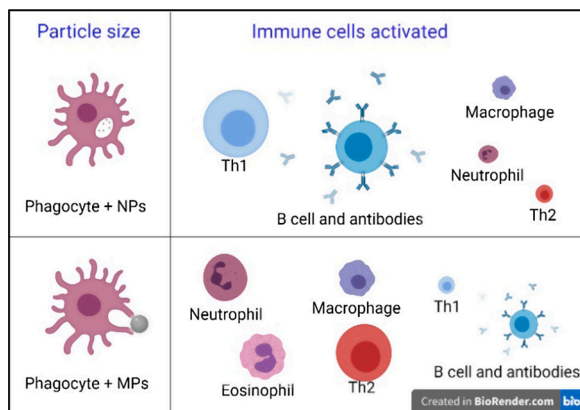 Particle size
Immune cells activated
Macrophage
Th1
Neutrophil
Th2
Phagocyte + NPs
B cell and antibodies
Neutrophil
Macrophage
Th1
Eosinophil
Th2
B cell and antibodies
Phagocyte + MPs
Created in BioRender.com
bio